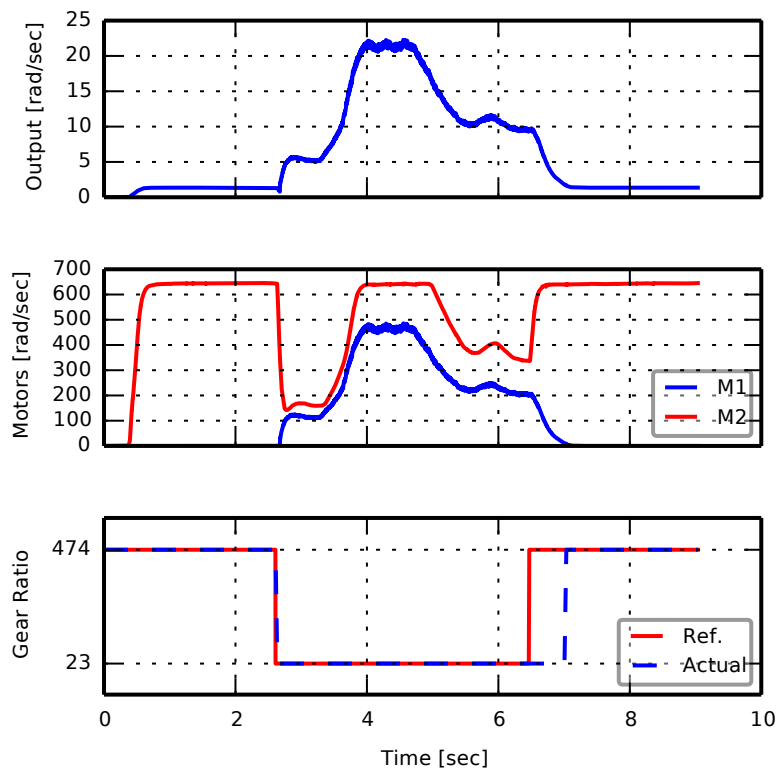 Output [rad/sec]
25
20
15
10
5
0
Motors [rad/sec]
700
600
500
400
300
200
100
0
M1
M2
Gear Ratio
474
23
Ref.
Actual
0 2 4 6 8 10
Time [sec]